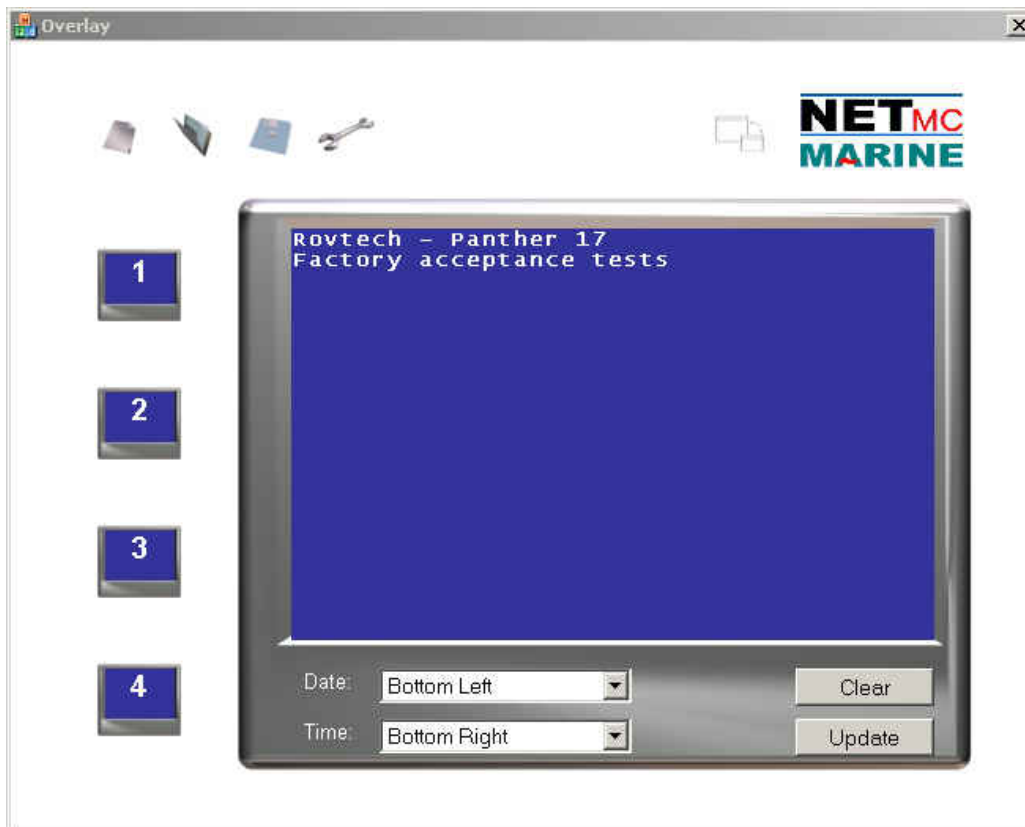 Overlay
NETMC
MARINE
Rovtech – Panther 17
Factory acceptance tests
1
2
3
4
Date: Bottom Left
Clear
Time: Bottom Right
Update